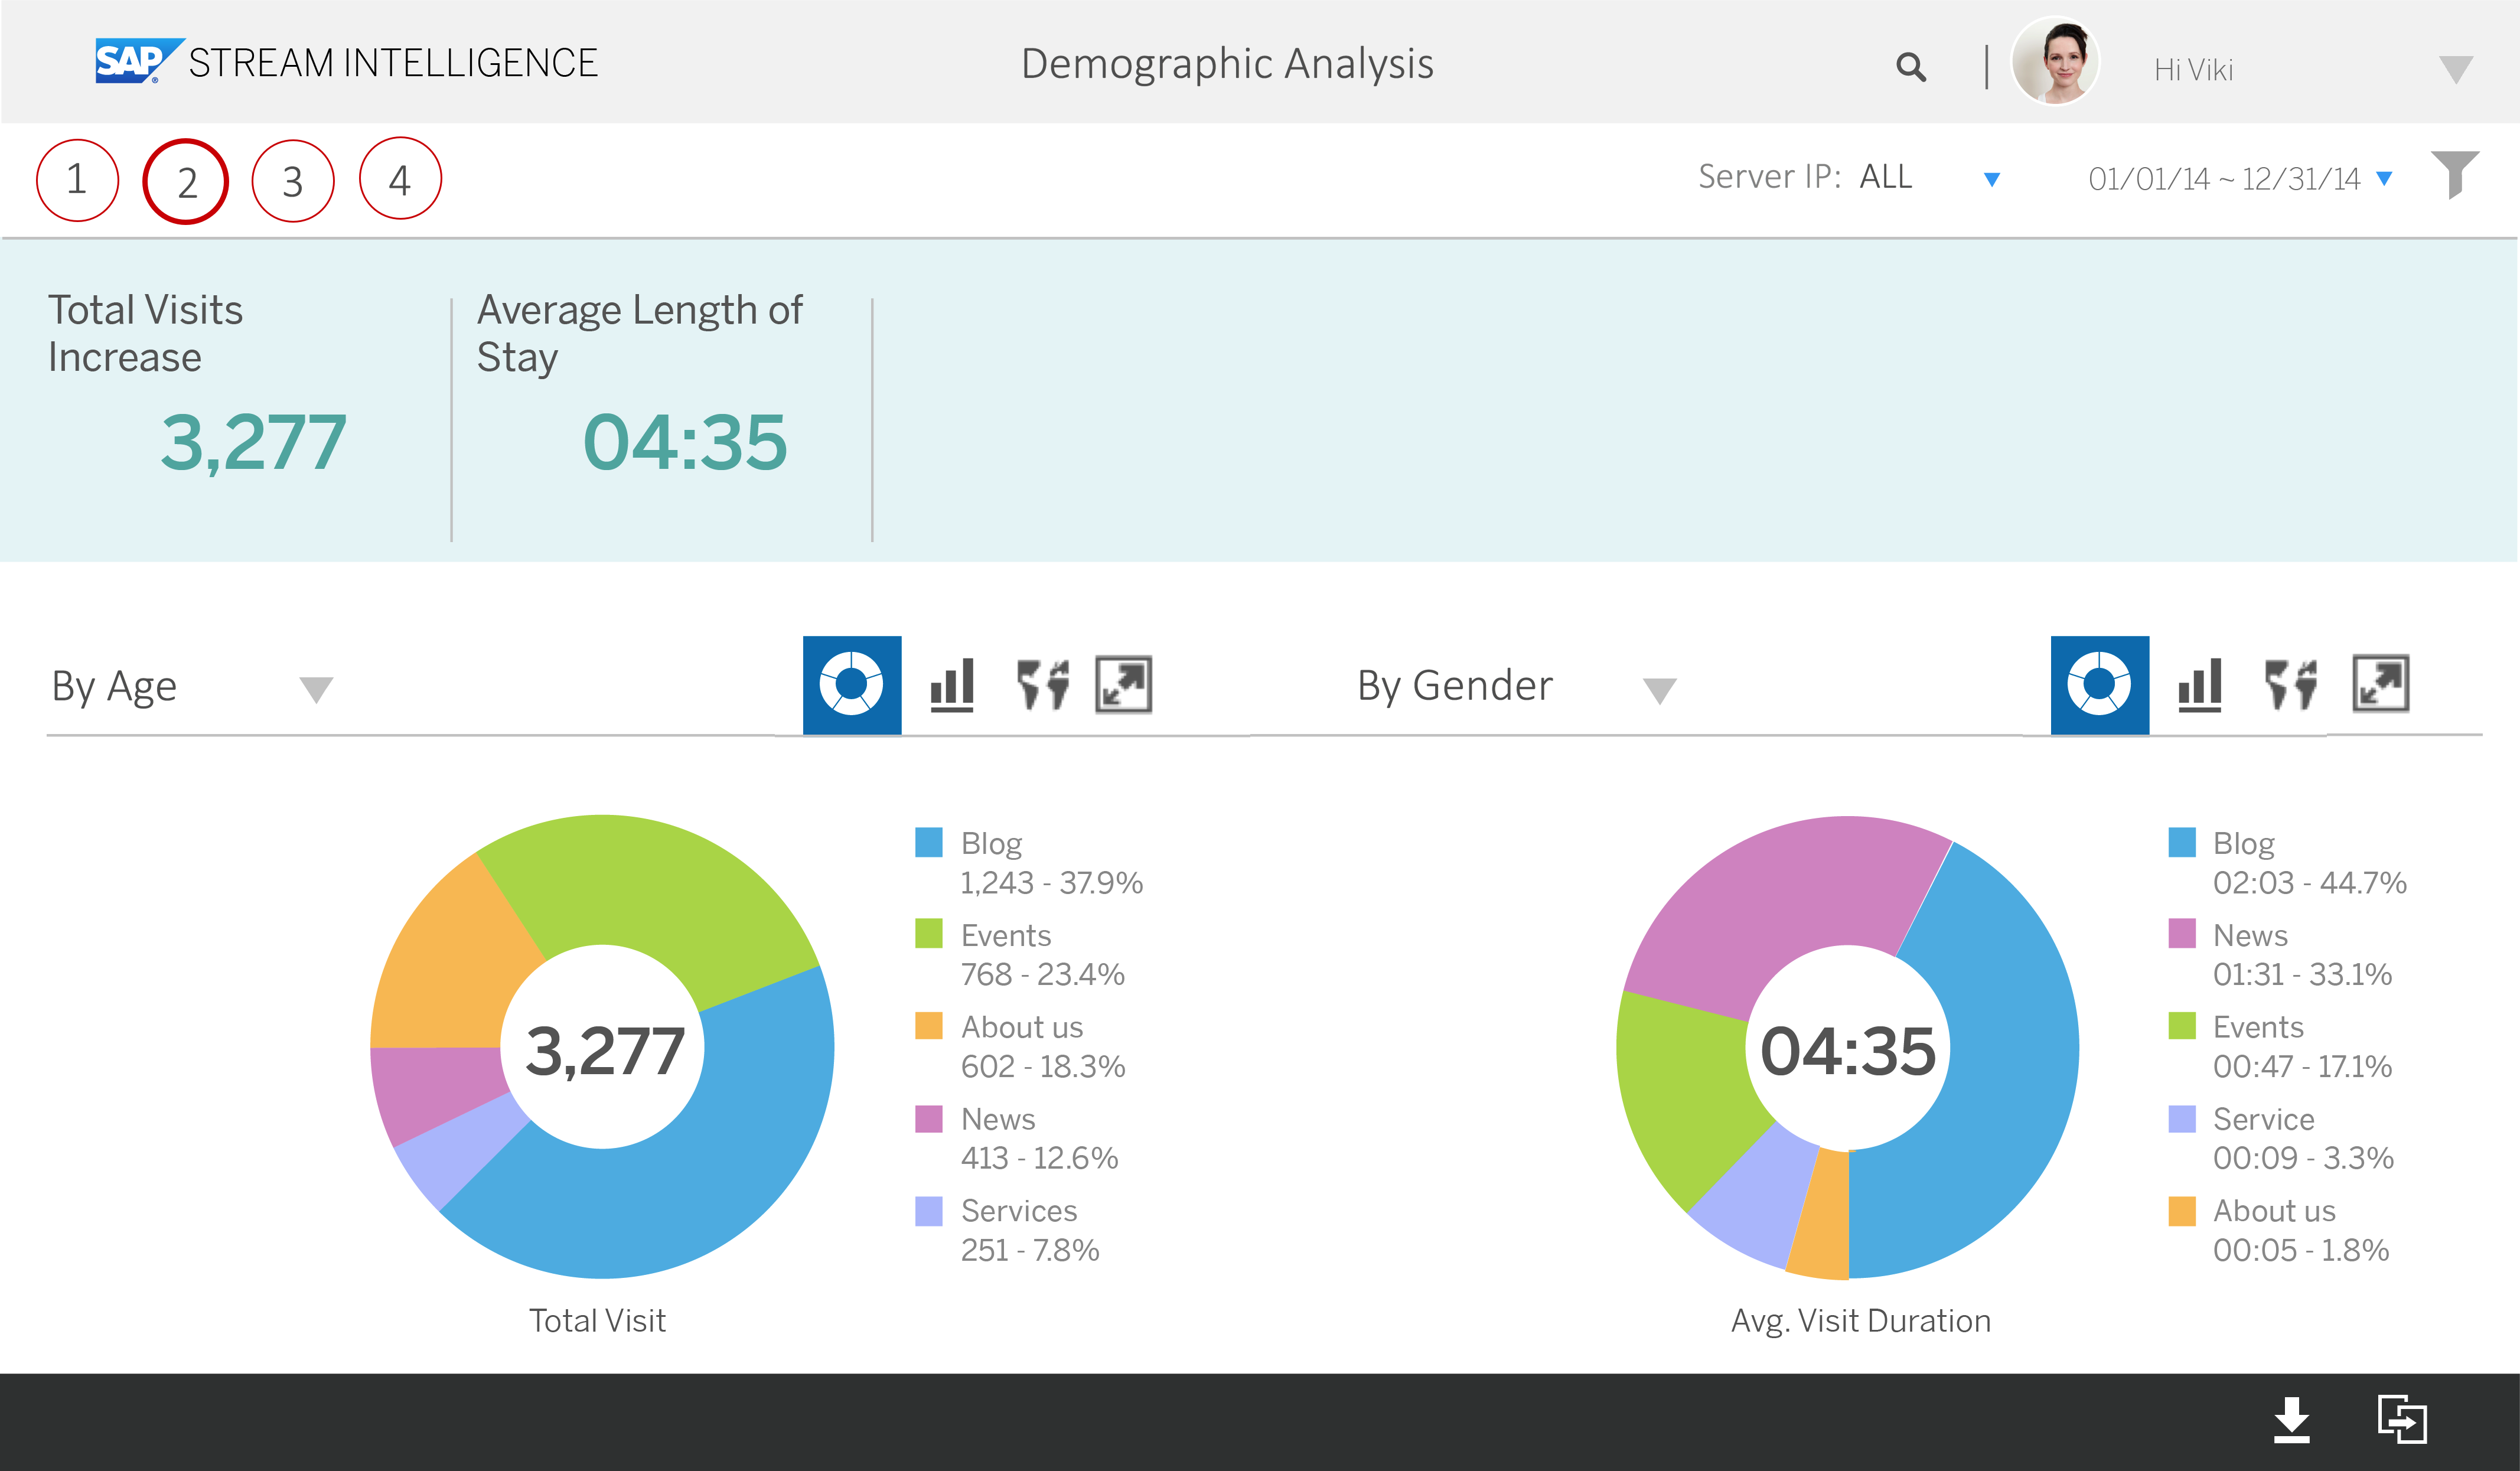 SAP STREAM INTELLIGENCE
Demographic Analysis
Hi Viki
1 2 3 4
Server IP: ALL
01/01/14 ~ 12/31/14
Total Visits
Increase
3,277
Average Length of
Stay
04:35
By Age
By Gender
3,277
Total Visit
Blog
1,243 - 37.9%
Events
768 - 23.4%
About us
602 - 18.3%
News
413 - 12.6%
Services
251 - 7.8%
04:35
Avg. Visit Duration
Blog
02:03 - 44.7%
News
01:31 - 33.1%
Events
00:47 - 17.1%
Service
00:09 - 3.3%
About us
00:05 - 1.8%